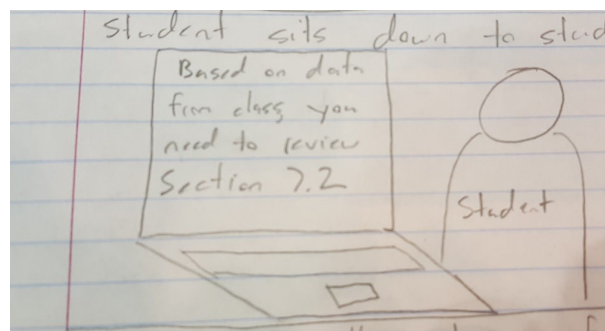 Student sits down to stud
Based on data
from class, you
need to review
Section 7.2
Student